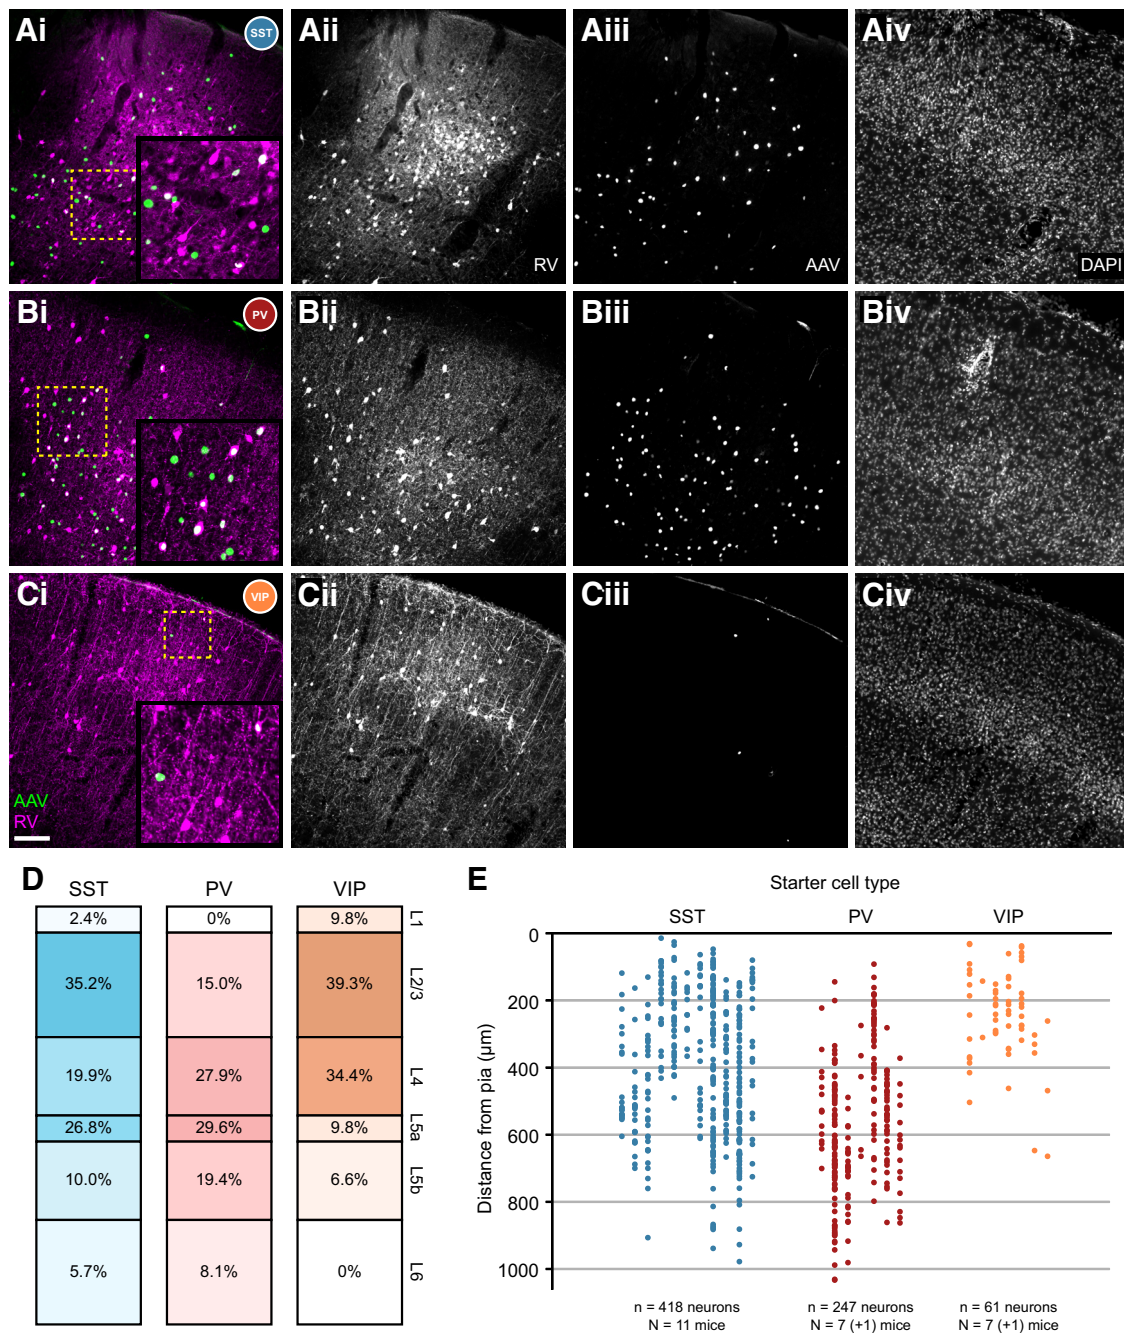 Ai
SST
Aii
RV
Aiii
AAV
Aiv
DAPI
Bi
PV
Bii
Biii
Biv
Ci
VIP
AAV
RV
Cii
Ciii
Civ
D
SST
PV
VIP
2.4%
0%
9.8%
L1
35.2%
15.0%
39.3%
L2/3
19.9%
27.9%
34.4%
L4
26.8%
29.6%
9.8%
L5a
10.0%
19.4%
6.6%
L5b
5.7%
8.1%
0%
L6
E
Starter cell type
SST
PV
VIP
Distance from pia (µm)
0
200
400
600
800
1000
n = 418 neurons
N = 11 mice
n = 247 neurons
N = 7 (+1) mice
n = 61 neurons
N = 7 (+1) mice